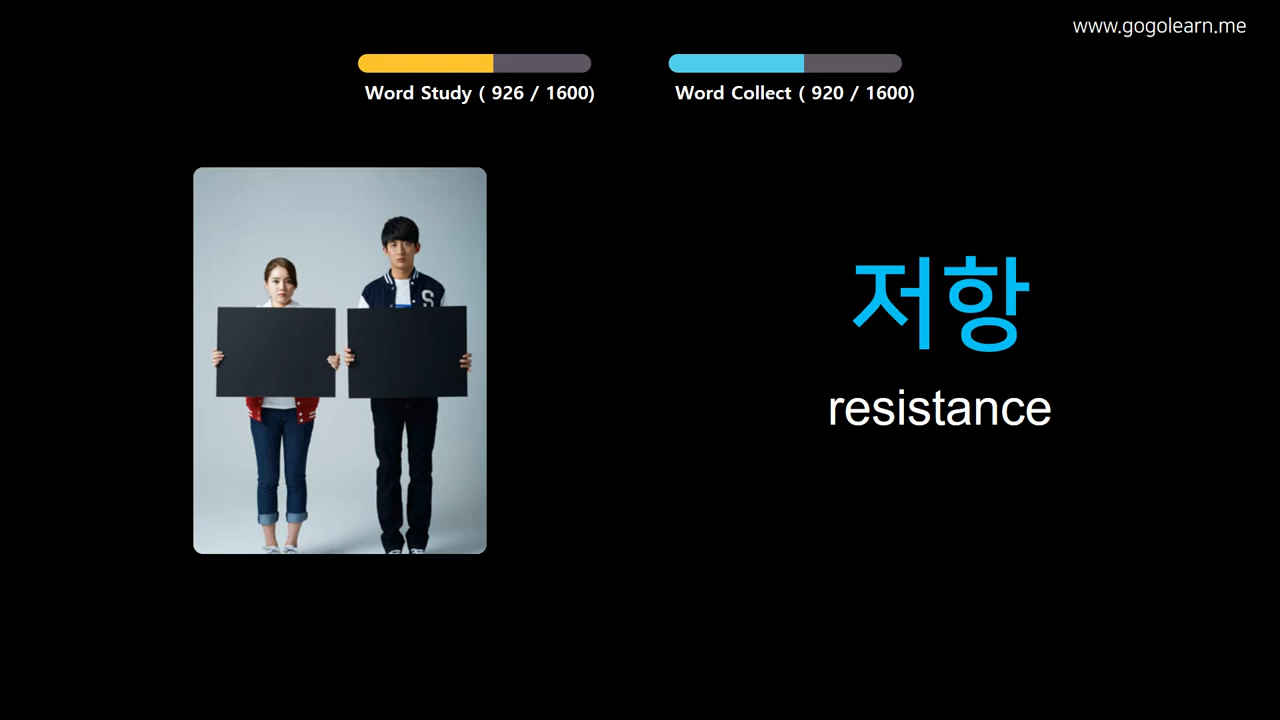 www.gogolearn.me
Word Study ( 926 / 1600)
Word Collect ( 920 / 1600)
S
저항
resistance